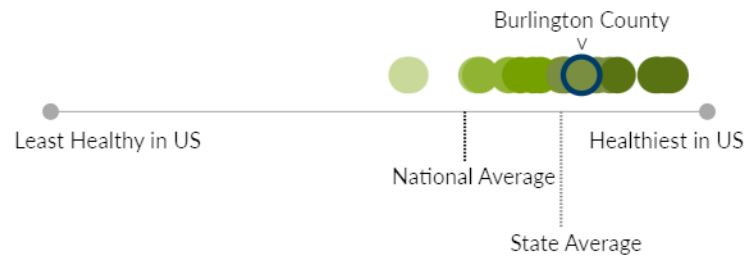 Burlington County
Least Healthy in US
Healthiest in US
National Average
State Average